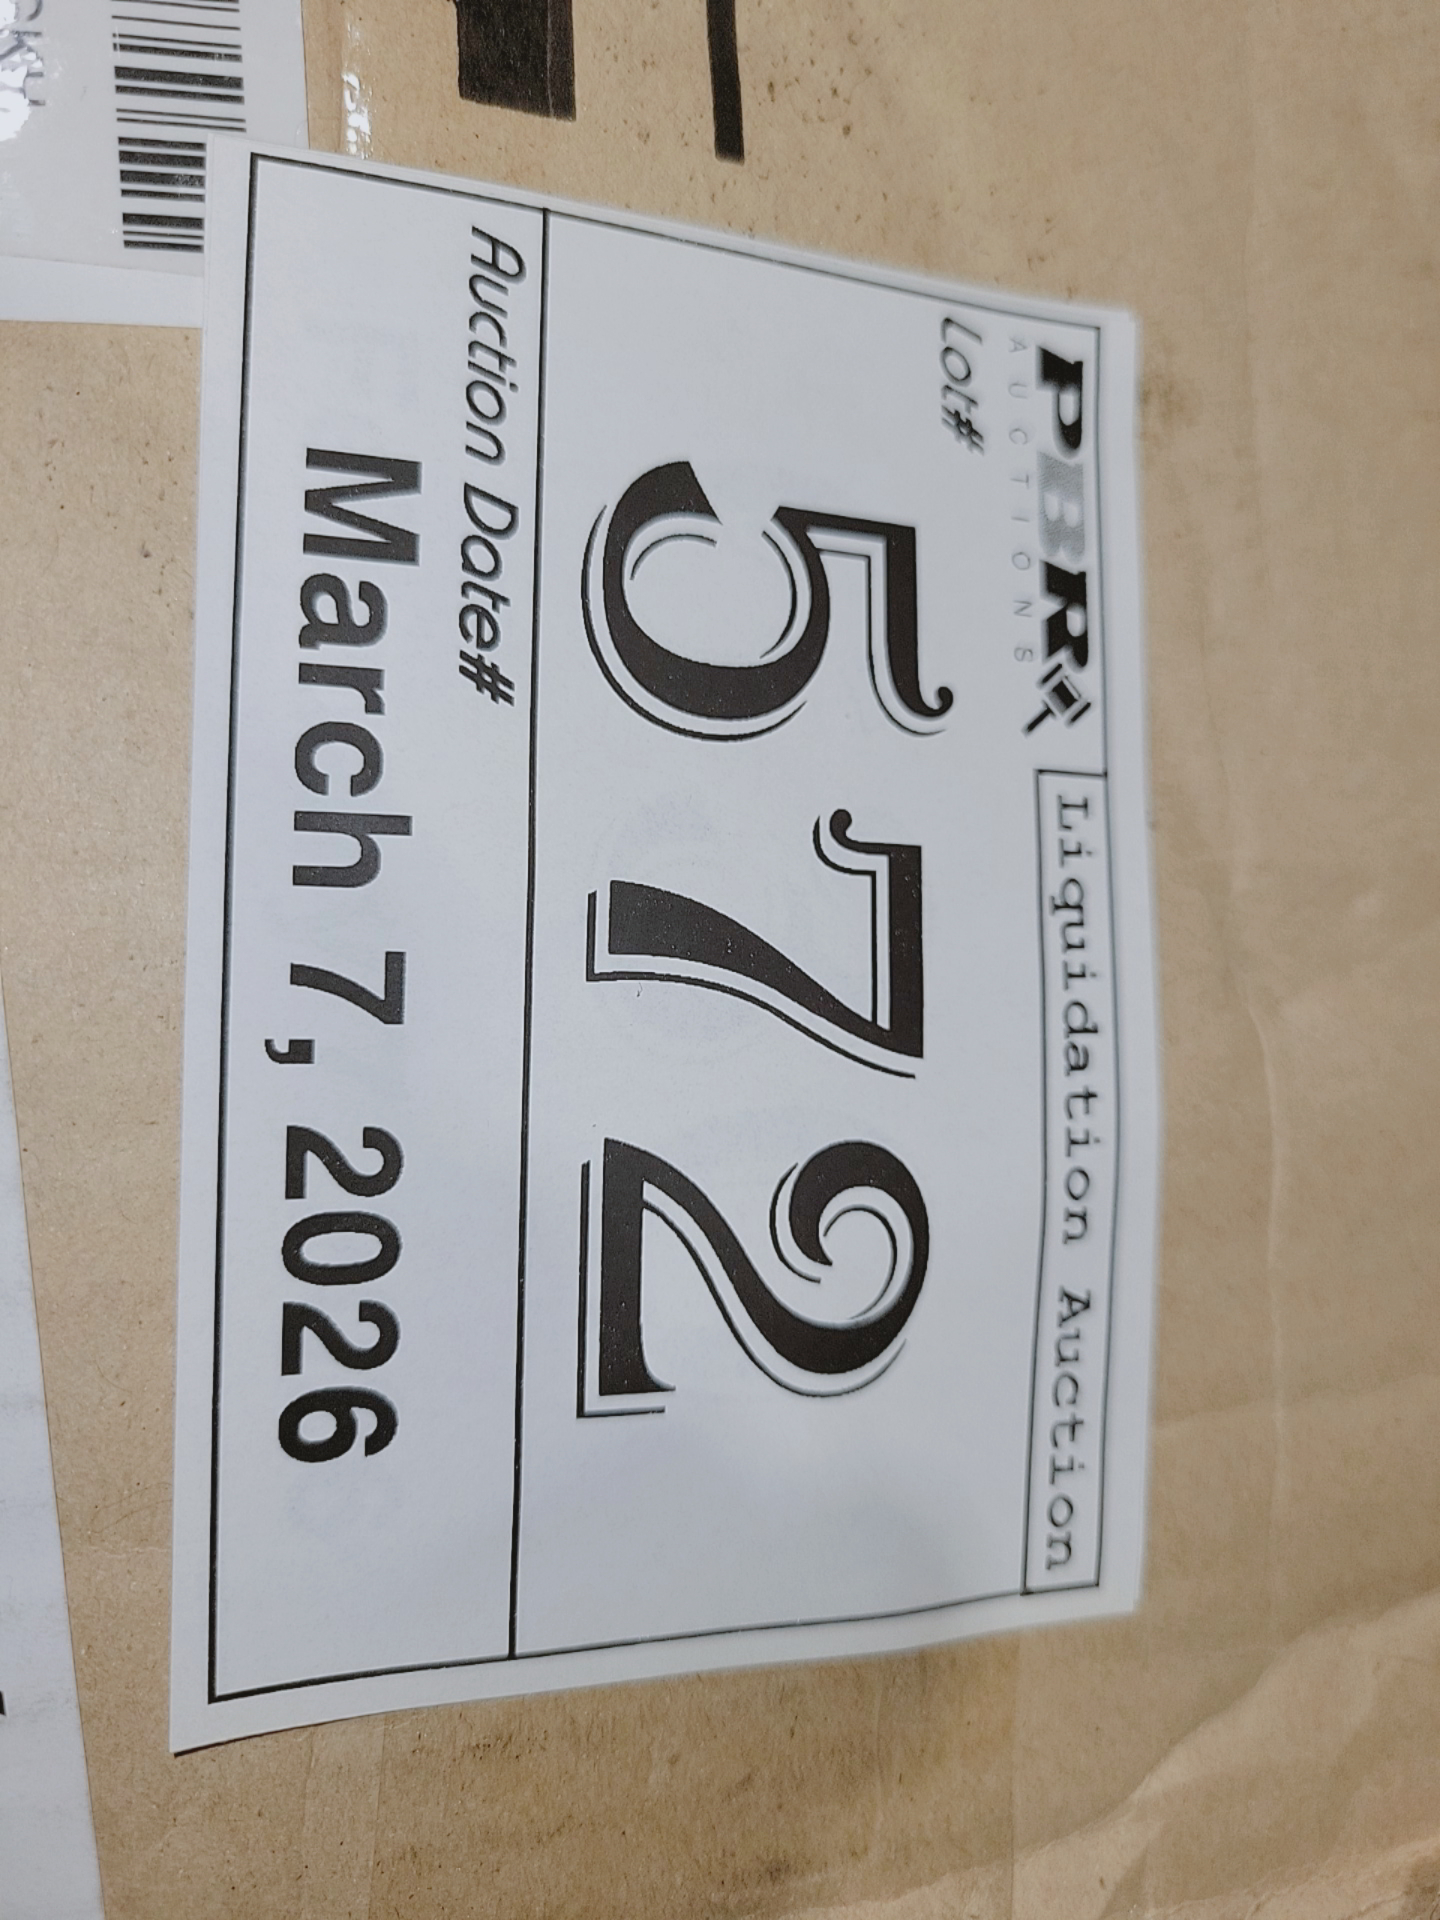 PBR
AUCTIONS
Liquidation Auction
Lot#
572
Auction Date#
March 7, 2026